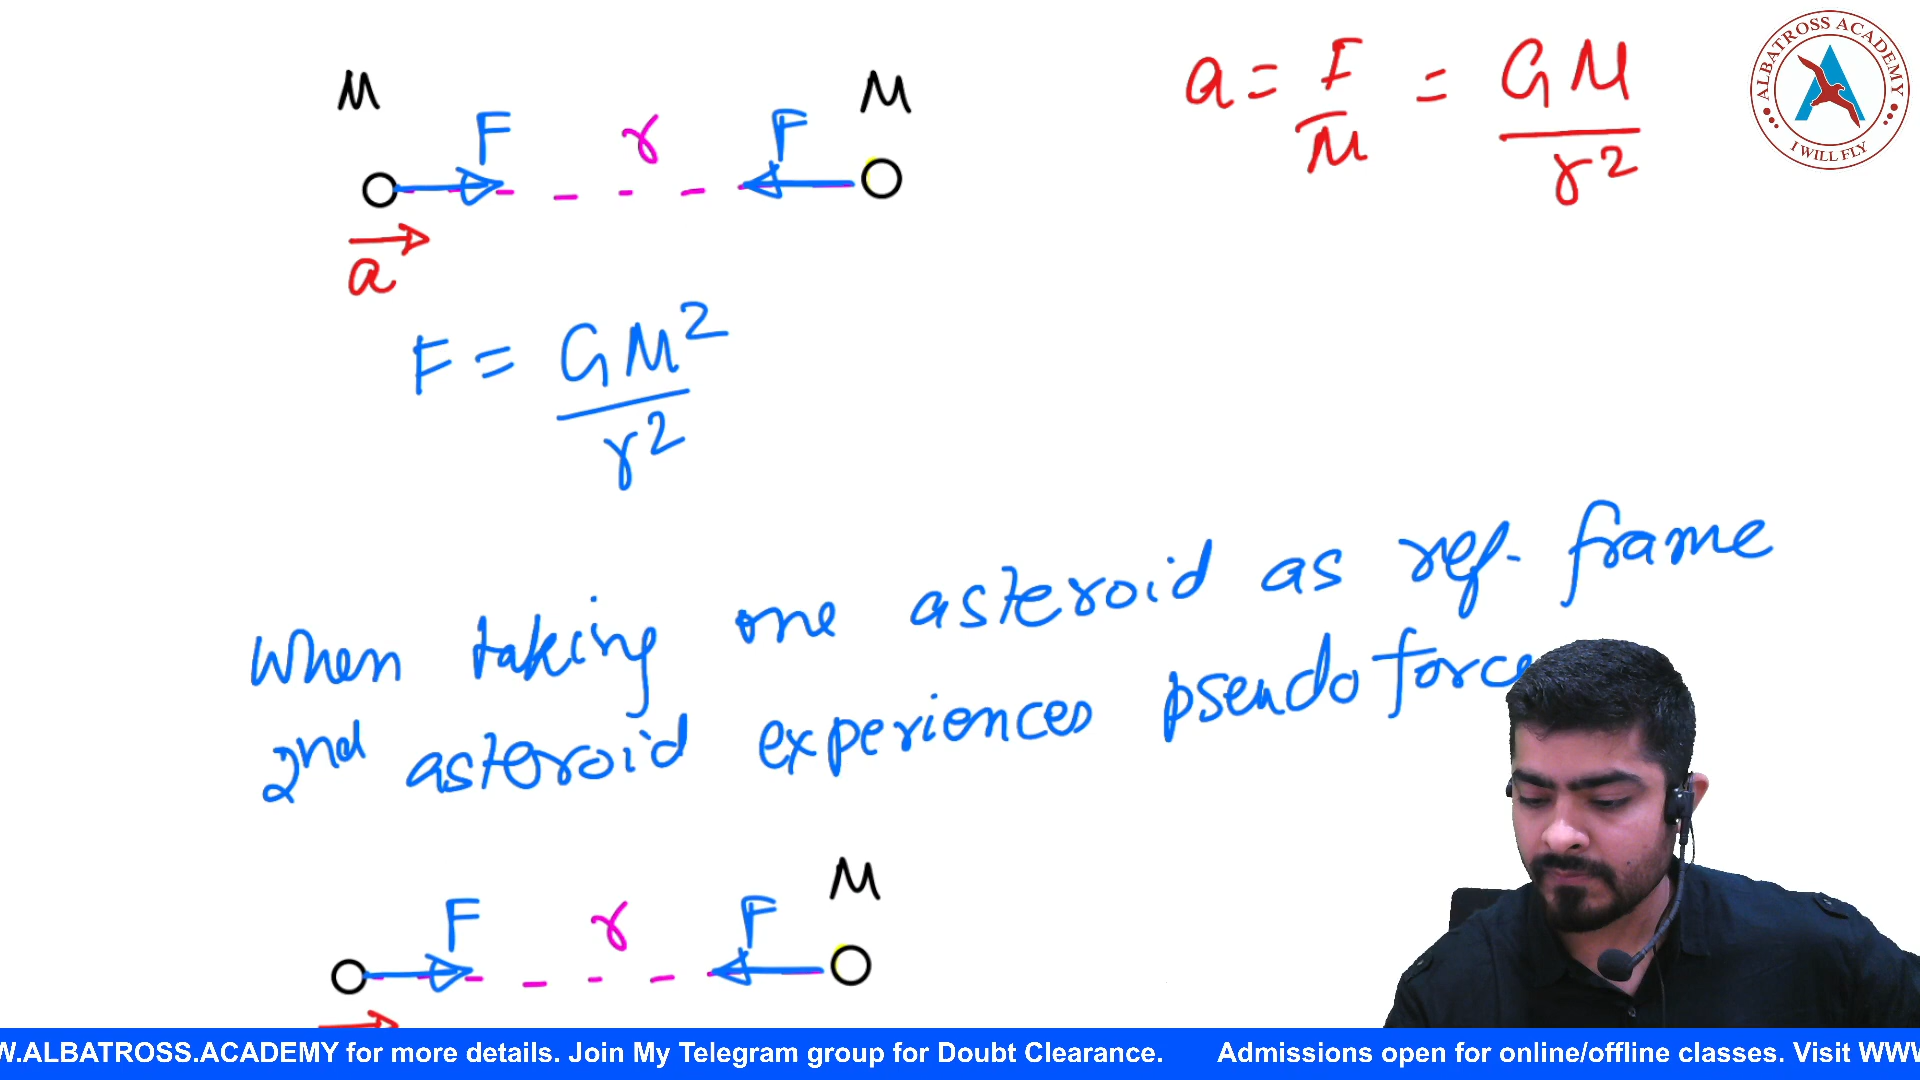 M M
F r F
a = F/M = GM/r²
a
F = GM²/r²
When taking one asteroid as ref. frame
2nd asteroid experiences pseudo force
M
F r F
ALBATROSS ACADEMY
I WILL FLY
W.ALBATROSS.ACADEMY for more details. Join My Telegram group for Doubt Clearance. Admissions open for online/offline classes. Visit WWW